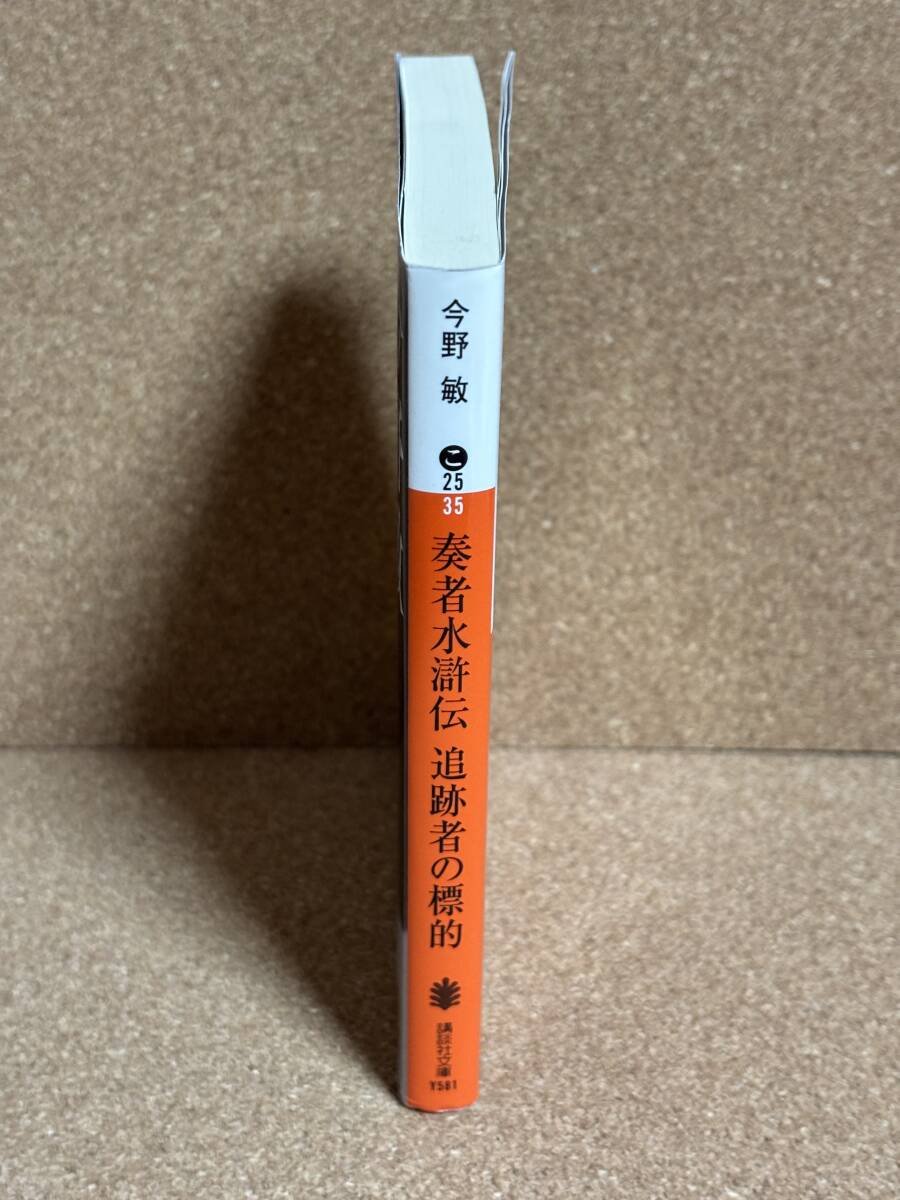 今野 敏
こ
25
35
奏者水滸伝 追跡者の標的
講談社文庫
¥581